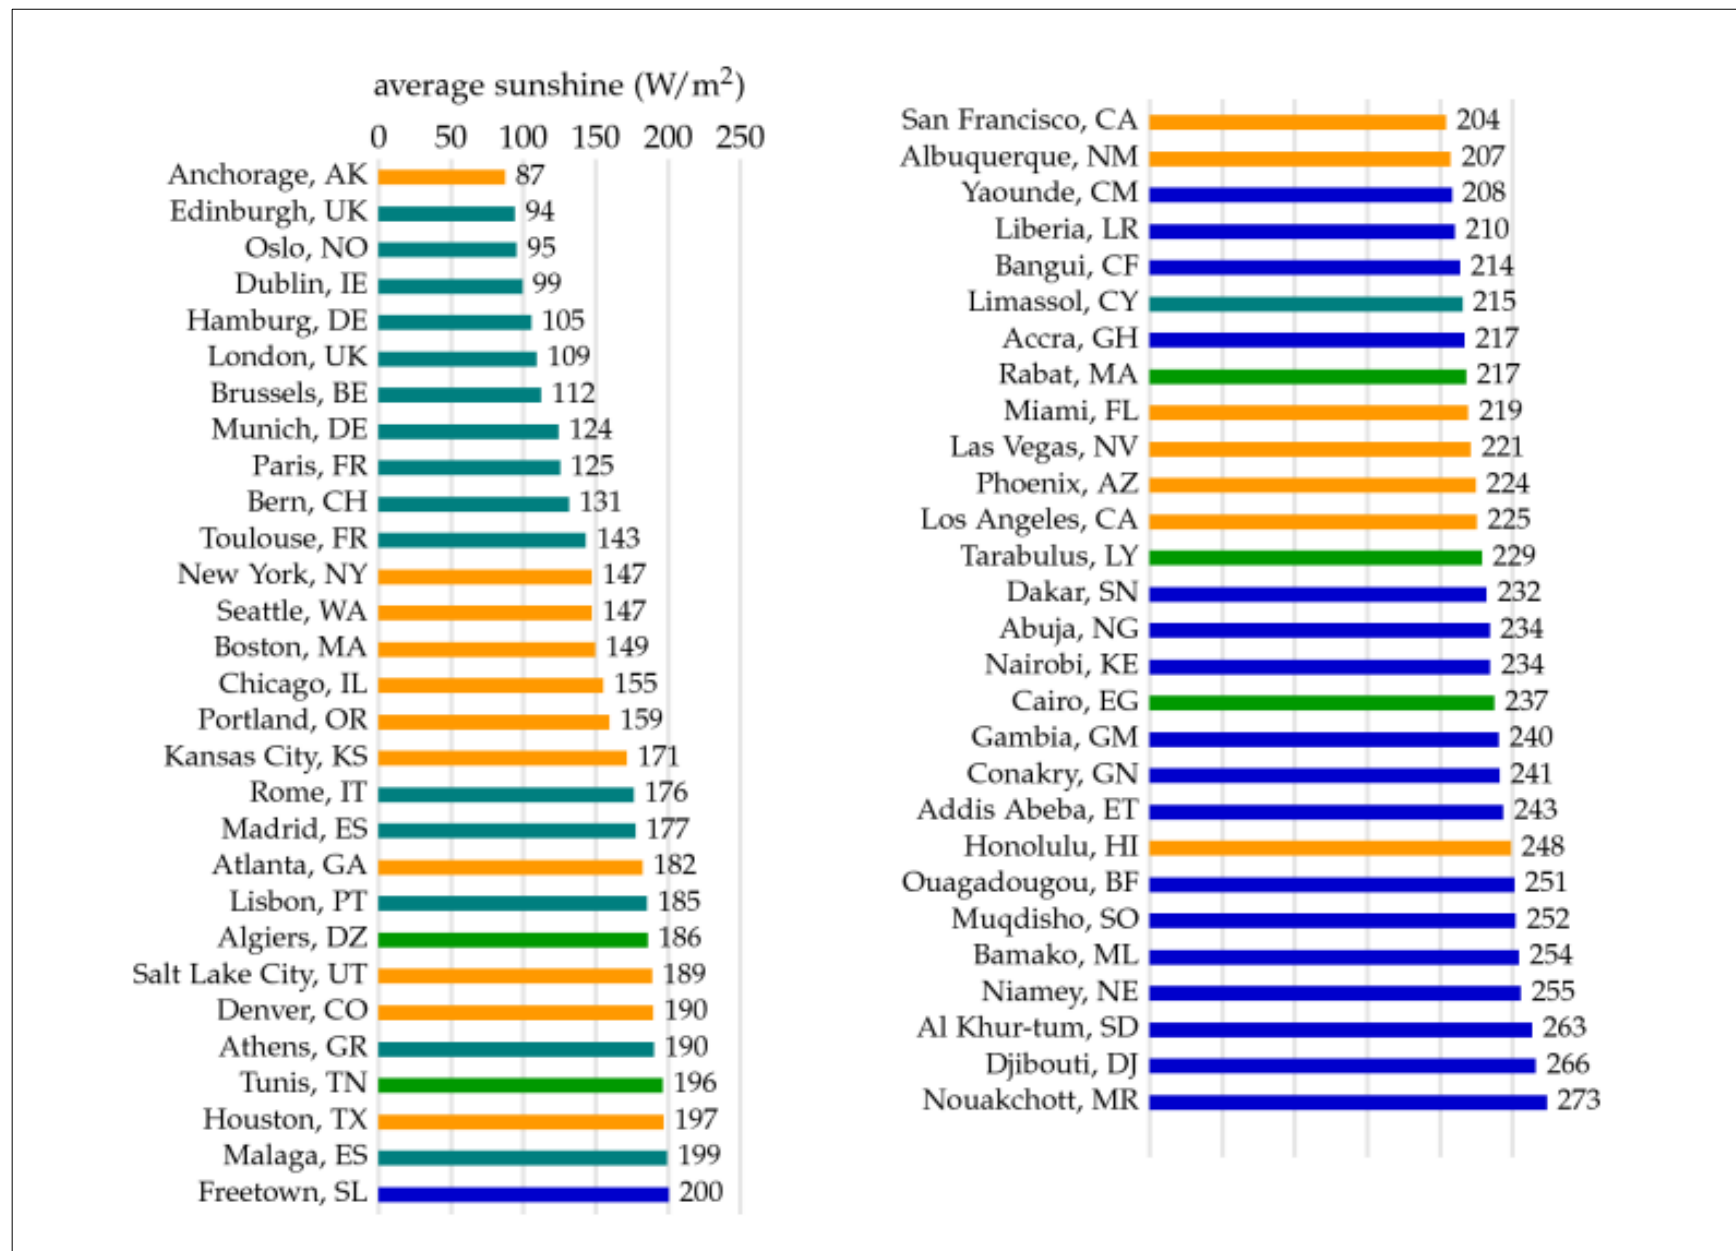 average sunshine (W/m²)
0 50 100 150 200 250
Anchorage, AK 87
Edinburgh, UK 94
Oslo, NO 95
Dublin, IE 99
Hamburg, DE 105
London, UK 109
Brussels, BE 112
Munich, DE 124
Paris, FR 125
Bern, CH 131
Toulouse, FR 143
New York, NY 147
Seattle, WA 147
Boston, MA 149
Chicago, IL 155
Portland, OR 159
Kansas City, KS 171
Rome, IT 176
Madrid, ES 177
Atlanta, GA 182
Lisbon, PT 185
Algiers, DZ 186
Salt Lake City, UT 189
Denver, CO 190
Athens, GR 190
Tunis, TN 196
Houston, TX 197
Malaga, ES 199
Freetown, SL 200
San Francisco, CA 204
Albuquerque, NM 207
Yaounde, CM 208
Liberia, LR 210
Bangui, CF 214
Limassol, CY 215
Accra, GH 217
Rabat, MA 217
Miami, FL 219
Las Vegas, NV 221
Phoenix, AZ 224
Los Angeles, CA 225
Tarabulus, LY 229
Dakar, SN 232
Abuja, NG 234
Nairobi, KE 234
Cairo, EG 237
Gambia, GM 240
Conakry, GN 241
Addis Abeba, ET 243
Honolulu, HI 248
Ouagadougou, BF 251
Muqdisho, SO 252
Bamako, ML 254
Niamey, NE 255
Al Khur-tum, SD 263
Djibouti, DJ 266
Nouakchott, MR 273